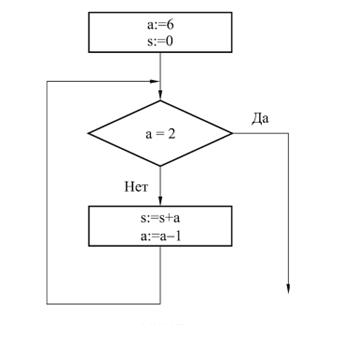 a:=6
s:=0
a = 2
Да
Нет
s:=s+a
a:=a−1